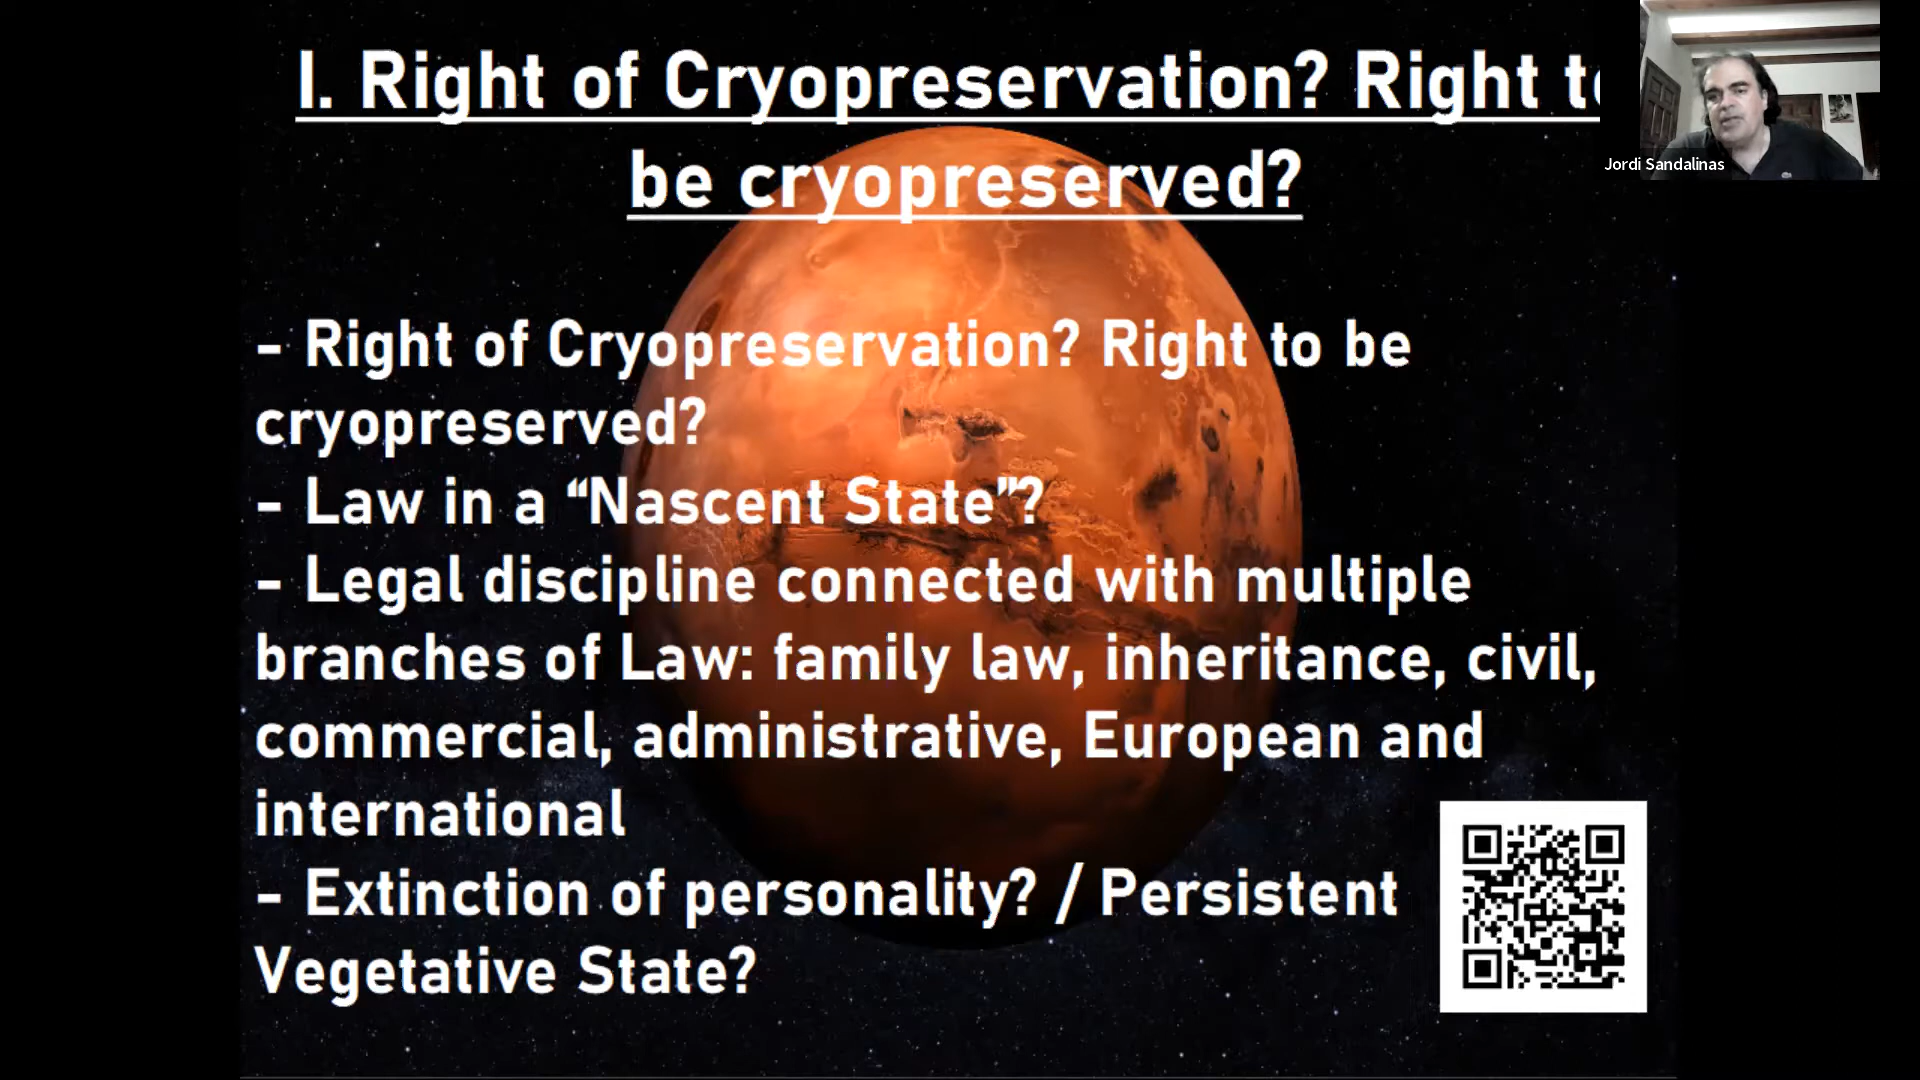 I. Right of Cryopreservation? Right to
be cryopreserved?
Jordi Sandalinas
- Right of Cryopreservation? Right to be
cryopreserved?
- Law in a “Nascent State”?
- Legal discipline connected with multiple
branches of Law: family law, inheritance, civil,
commercial, administrative, European and
international
- Extinction of personality? / Persistent
Vegetative State?